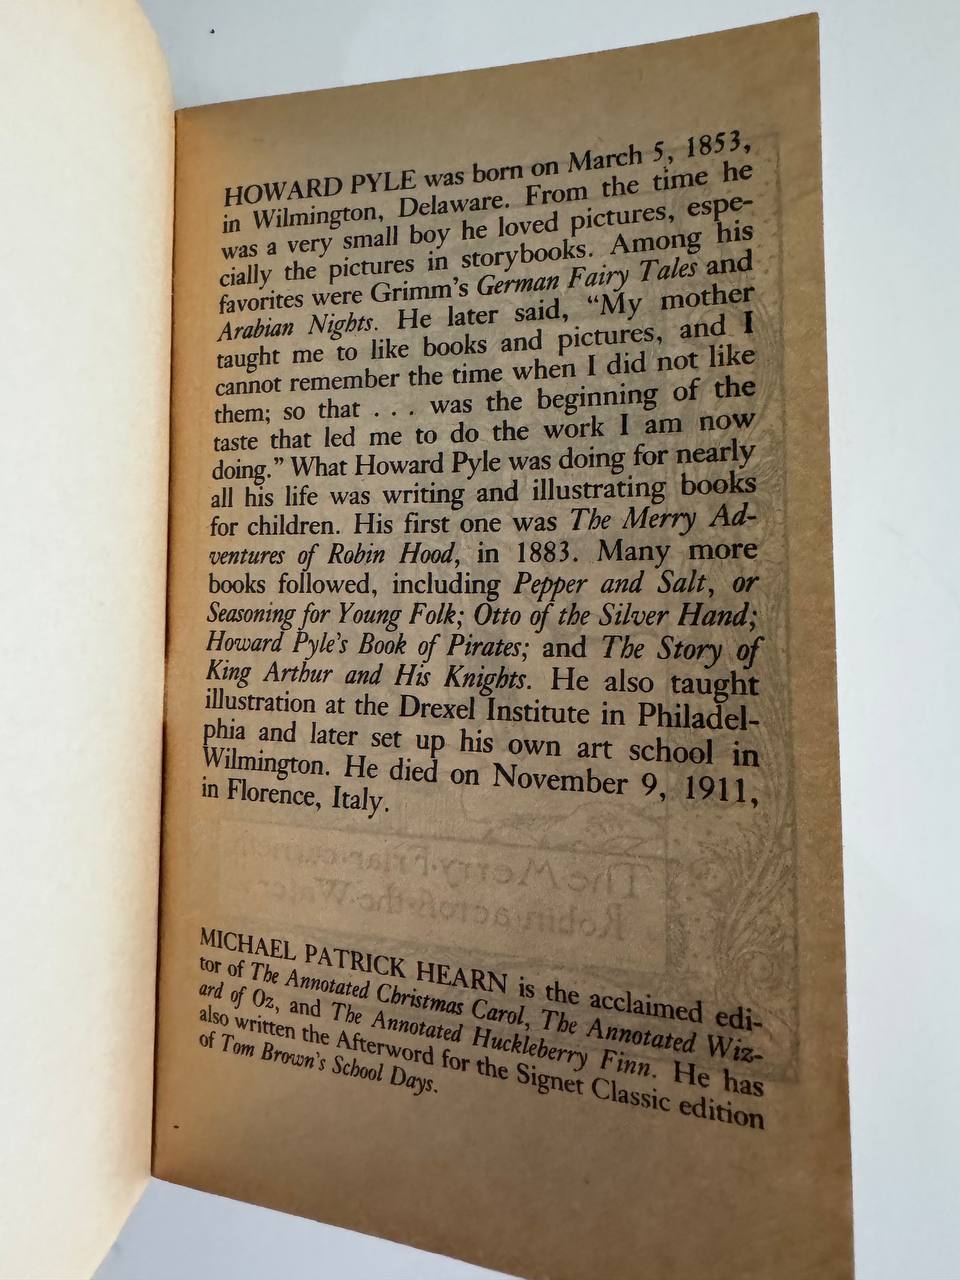 HOWARD PYLE was born on March 5, 1853,
in Wilmington, Delaware. From the time he
was a very small boy he loved pictures, espe-
cially the pictures in storybooks. Among his
favorites were Grimm's German Fairy Tales and
Arabian Nights. He later said, "My mother
taught me to like books and pictures, and I
cannot remember the time when I did not like
them; so that . . . was the beginning of the
taste that led me to do the work I am now
doing." What Howard Pyle was doing for nearly
all his life was writing and illustrating books
for children. His first one was The Merry Ad-
ventures of Robin Hood, in 1883. Many more
books followed, including Pepper and Salt, or
Seasoning for Young Folk; Otto of the Silver Hand;
Howard Pyle's Book of Pirates; and The Story of
King Arthur and His Knights. He also taught
illustration at the Drexel Institute in Philadel-
phia and later set up his own art school in
Wilmington. He died on November 9, 1911,
in Florence, Italy.
MICHAEL PATRICK HEARN is the acclaimed edi-
tor of The Annotated Christmas Carol, The Annotated Wiz-
ard of Oz, and The Annotated Huckleberry Finn. He has
also written the Afterword for the Signet Classic edition
of Tom Brown's School Days.